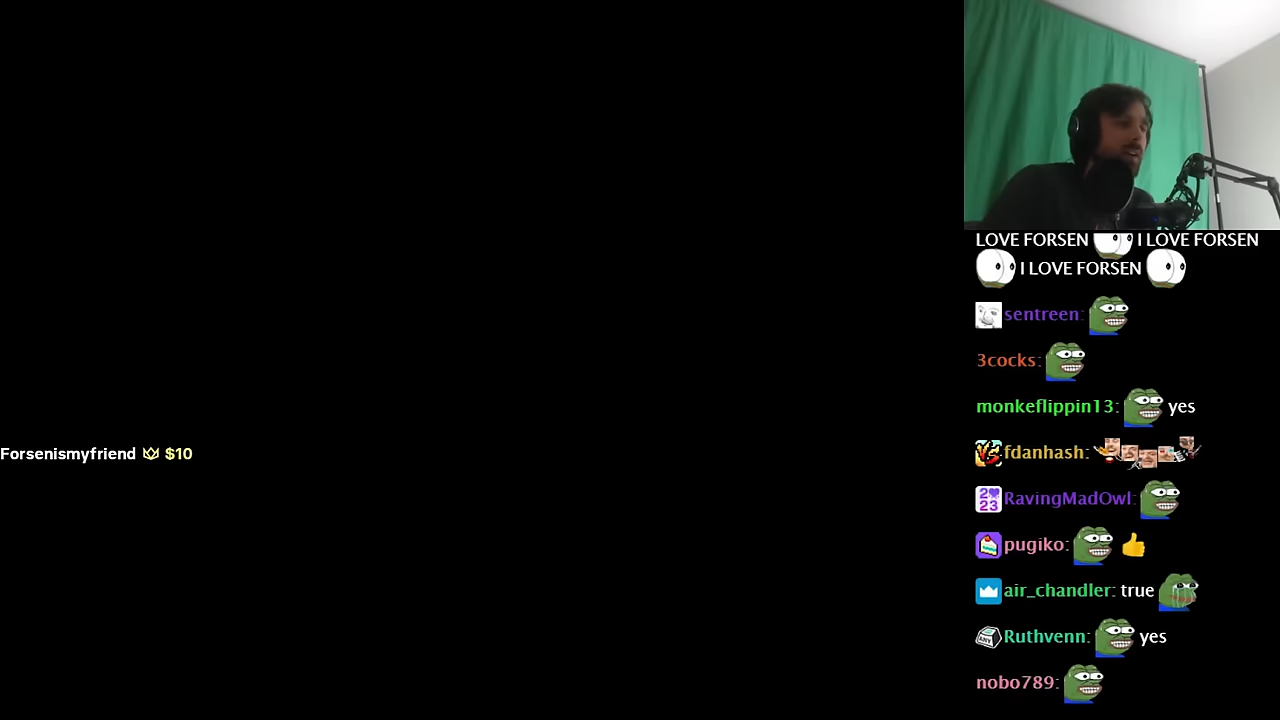 LOVE FORSEN I LOVE FORSEN
I LOVE FORSEN
sentreen:
3cocks:
monkeflippin13: yes
Forsenismyfriend $10
fdanhash:
RavingMadOwl:
pugiko:
air_chandler: true
Ruthvenn: yes
nobo789: